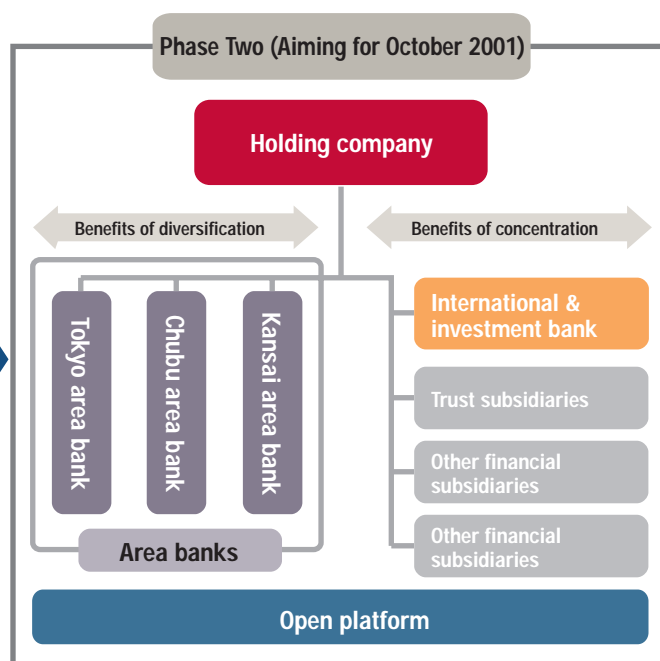 Phase Two (Aiming for October 2001)
Holding company
Benefits of diversification
Benefits of concentration
Tokyo area bank
Chubu area bank
Kansai area bank
Area banks
International &
investment bank
Trust subsidiaries
Other financial
subsidiaries
Other financial
subsidiaries
Open platform